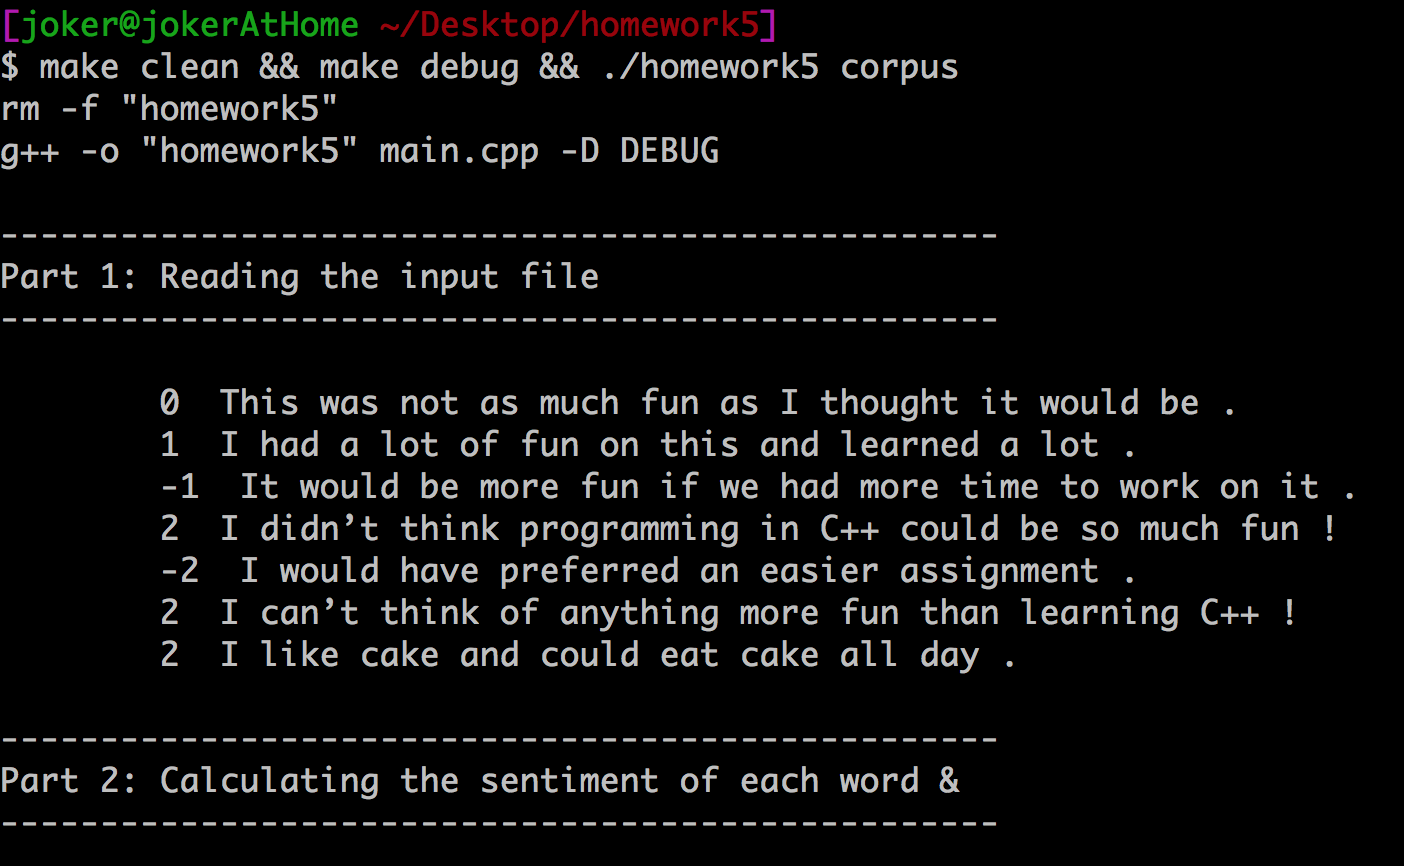 [joker@jokerAtHome ~/Desktop/homework5]
$ make clean && make debug && ./homework5 corpus
rm -f "homework5"
g++ -o "homework5" main.cpp -D DEBUG
--------------------------------------------------
Part 1: Reading the input file
--------------------------------------------------
0  This was not as much fun as I thought it would be .
1  I had a lot of fun on this and learned a lot .
-1  It would be more fun if we had more time to work on it .
2  I didn’t think programming in C++ could be so much fun !
-2  I would have preferred an easier assignment .
2  I can’t think of anything more fun than learning C++ !
2  I like cake and could eat cake all day .
--------------------------------------------------
Part 2: Calculating the sentiment of each word &
--------------------------------------------------